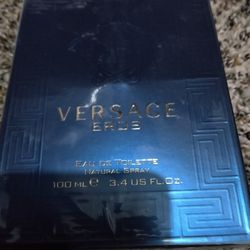 VERSACE
EROS
EAU DE TOILETTE
NATURAL SPRAY
100 ML ℮ 3.4 US FL.OZ.